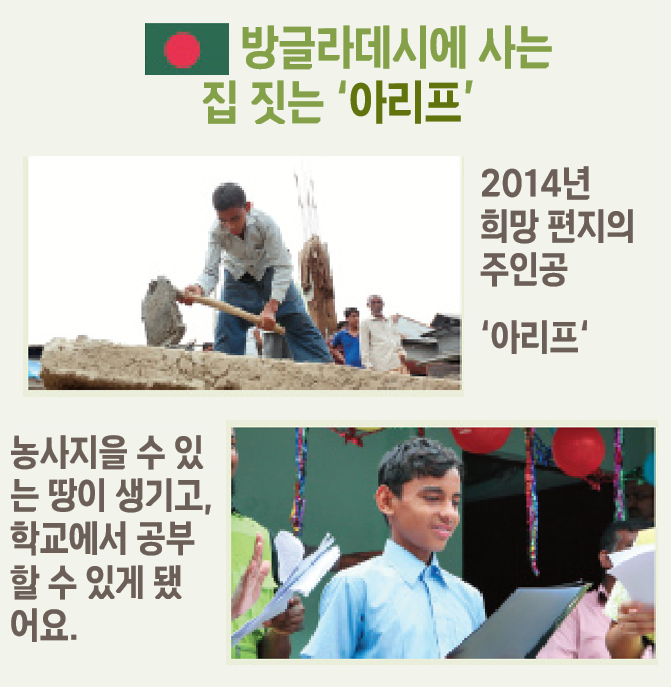 방글라데시에 사는
집 짓는 ‘아리프’
2014년
희망 편지의
주인공
‘아리프‘
농사지을 수 있
는 땅이 생기고,
학교에서 공부
할 수 있게 됐
어요.